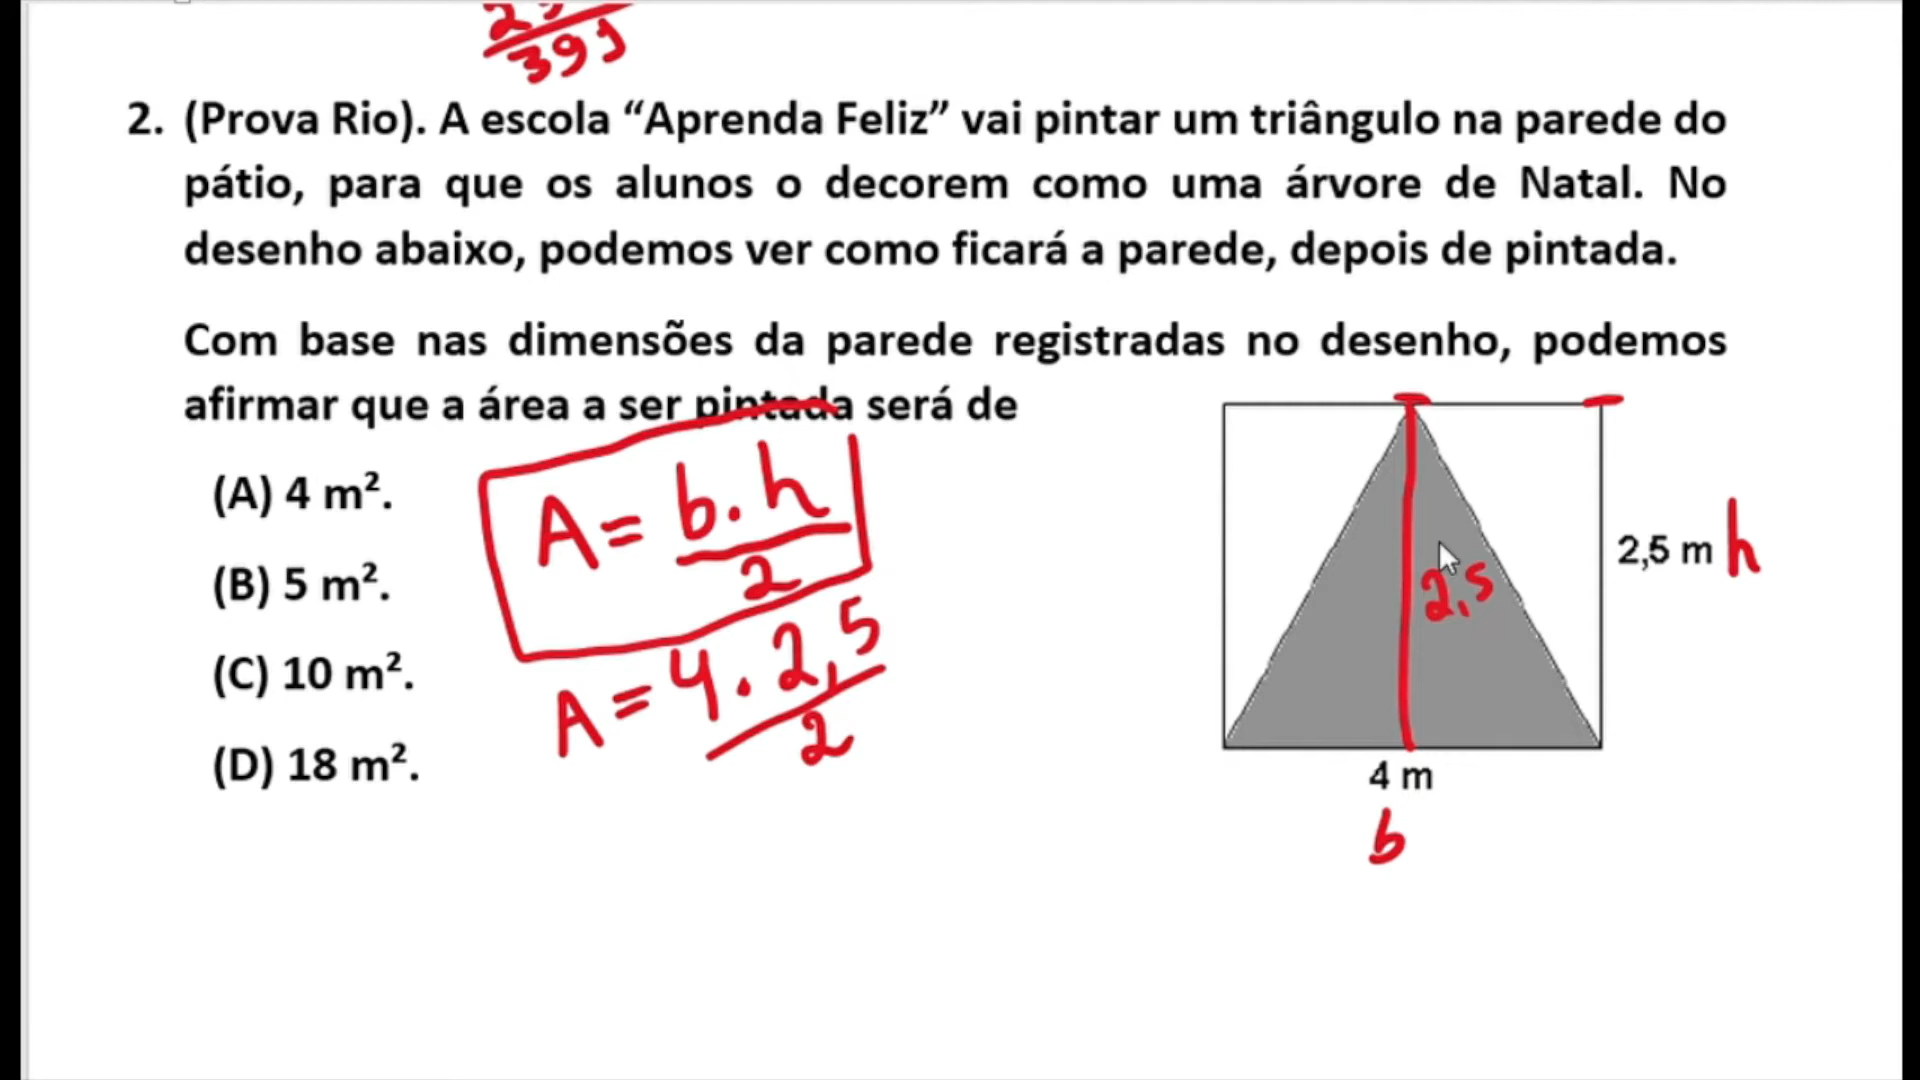 391
2. (Prova Rio). A escola “Aprenda Feliz” vai pintar um triângulo na parede do
pátio, para que os alunos o decorem como uma árvore de Natal. No
desenho abaixo, podemos ver como ficará a parede, depois de pintada.
Com base nas dimensões da parede registradas no desenho, podemos
afirmar que a área a ser pintada será de
(A) 4 m².
(B) 5 m².
(C) 10 m².
(D) 18 m².
A = b . h
2
A = 4 . 2,5
2
2,5
2,5 m h
4 m
b